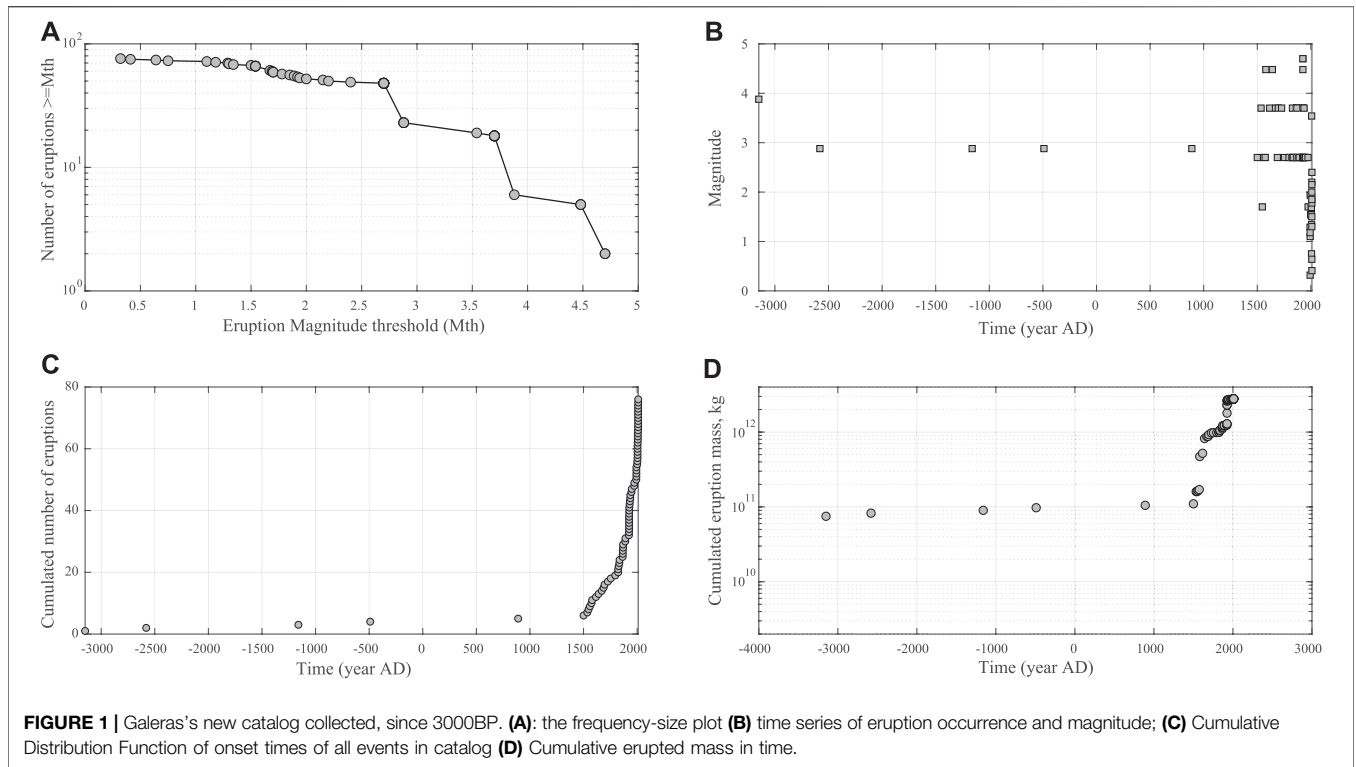 A
Number of eruptions >=Mth
10^2
10^1
10^0
0 0.5 1 1.5 2 2.5 3 3.5 4 4.5 5
Eruption Magnitude threshold (Mth)
B
Magnitude
5
4
3
2
1
0
-3000 -2500 -2000 -1500 -1000 -500 0 500 1000 1500 2000
Time (year AD)
C
Cumulated number of eruptions
80
60
40
20
0
-3000 -2500 -2000 -1500 -1000 -500 0 500 1000 1500 2000
Time (year AD)
D
Cumulated eruption mass, kg
10^12
10^11
10^10
-4000 -3000 -2000 -1000 0 1000 2000 3000
Time (year AD)
FIGURE 1 | Galeras's new catalog collected, since 3000BP. (A): the frequency-size plot (B) time series of eruption occurrence and magnitude; (C) Cumulative
Distribution Function of onset times of all events in catalog (D) Cumulative erupted mass in time.